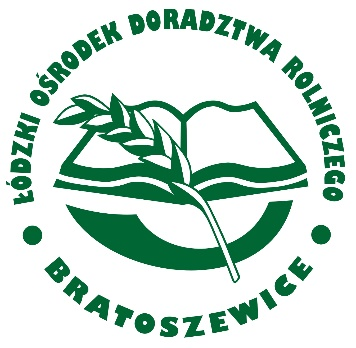 ŁÓDZKI OŚRODEK DORADZTWA ROLNICZEGO
BRATOSZEWICE